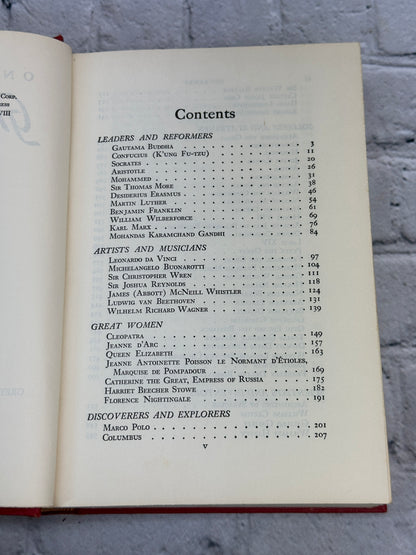 O N
Corp.
VIII
Contents
LEADERS AND REFORMERS
Gautama Buddha . . . . . . . . . . 3
Confucius (K'ung Fu-tzu) . . . . . . . . 11
Socrates . . . . . . . . . . . . 20
Aristotle . . . . . . . . . . . . 26
Mohammed . . . . . . . . . . . . 31
Sir Thomas More . . . . . . . . . . 38
Desiderius Erasmus . . . . . . . . . . 46
Martin Luther . . . . . . . . . . . 54
Benjamin Franklin . . . . . . . . . . 61
William Wilberforce . . . . . . . . . 69
Karl Marx . . . . . . . . . . . . 76
Mohandas Karamchand Gandhi . . . . . . . 84
ARTISTS AND MUSICIANS
Leonardo da Vinci . . . . . . . . . . 97
Michelangelo Buonarotti . . . . . . . . 104
Sir Christopher Wren . . . . . . . . . 111
Sir Joshua Reynolds . . . . . . . . . 118
James (Abbott) McNeill Whistler . . . . . . 124
Ludwig van Beethoven . . . . . . . . . 131
Wilhelm Richard Wagner . . . . . . . . 139
GREAT WOMEN
Cleopatra . . . . . . . . . . . . 149
Jeanne d'Arc . . . . . . . . . . . 157
Queen Elizabeth . . . . . . . . . . 163
Jeanne Antoinette Poisson le Normant d'Étioles,
Marquise de Pompadour . . . . . . . . 169
Catherine the Great, Empress of Russia . . . . 175
Harriet Beecher Stowe . . . . . . . . . 182
Florence Nightingale . . . . . . . . . 191
DISCOVERERS AND EXPLORERS
Marco Polo . . . . . . . . . . . . 201
Columbus . . . . . . . . . . . . 207
v